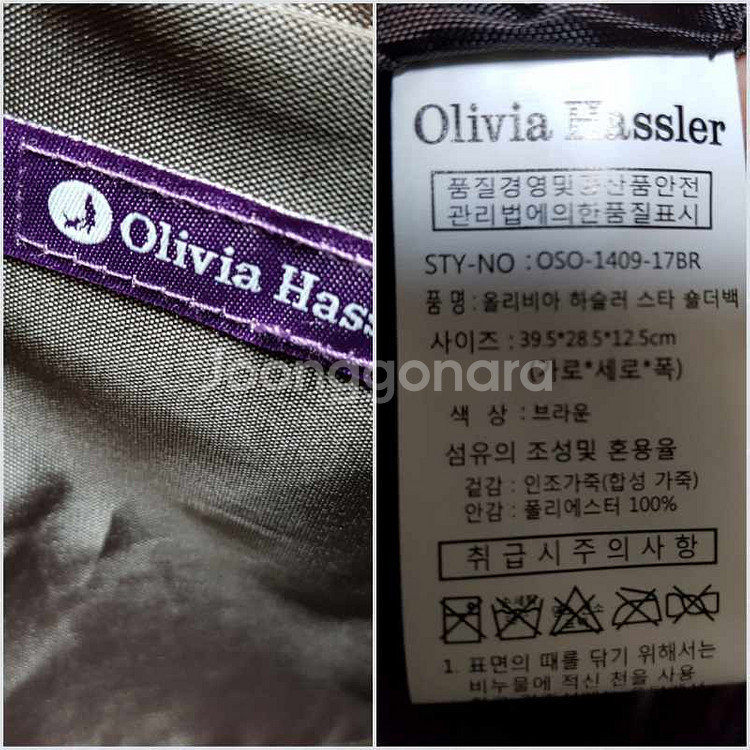 Olivia Hass
Olivia Hassler
품질경영및공산품안전
관리법에의한품질표시
STY-NO : OSO-1409-17BR
품 명 : 올리비아 하슬러 스타 숄더백
사이즈 : 39.5*28.5*12.5cm
(가로*세로*폭)
Joonggonara
색 상 : 브라운
섬유의 조성및 혼용율
겉감 : 인조가죽(합성 가죽)
안감 : 폴리에스터 100%
취급시주의사항
1. 표면의 때를 닦기 위해서는
비눗물에 적신 천을 사용